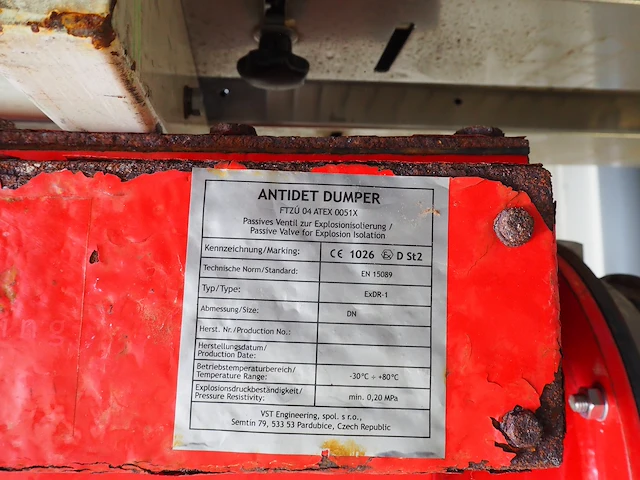 ANTIDET DUMPER
FTZÚ 04 ATEX 0051X
Passives Ventil zur Explosionsisolierung /
Passive Valve for Explosion Isolation
Kennzeichnung/Marking: CE 1026 Ex D St2
Technische Norm/Standard: EN 15089
Typ/Type: ExDR-1
Abmessung/Size: DN
Herst. Nr/Production No.:
Herstellungsdatum/
Production Date:
Betriebstemperaturbereich/
Temperature Range: -30°C ÷ +80°C
Explosionsdruckbeständigkeit/
Pressure Resistivity: min. 0,20 MPa
VST Engineering, spol. s r.o.,
Semtin 79, 533 53 Pardubice, Czech Republic